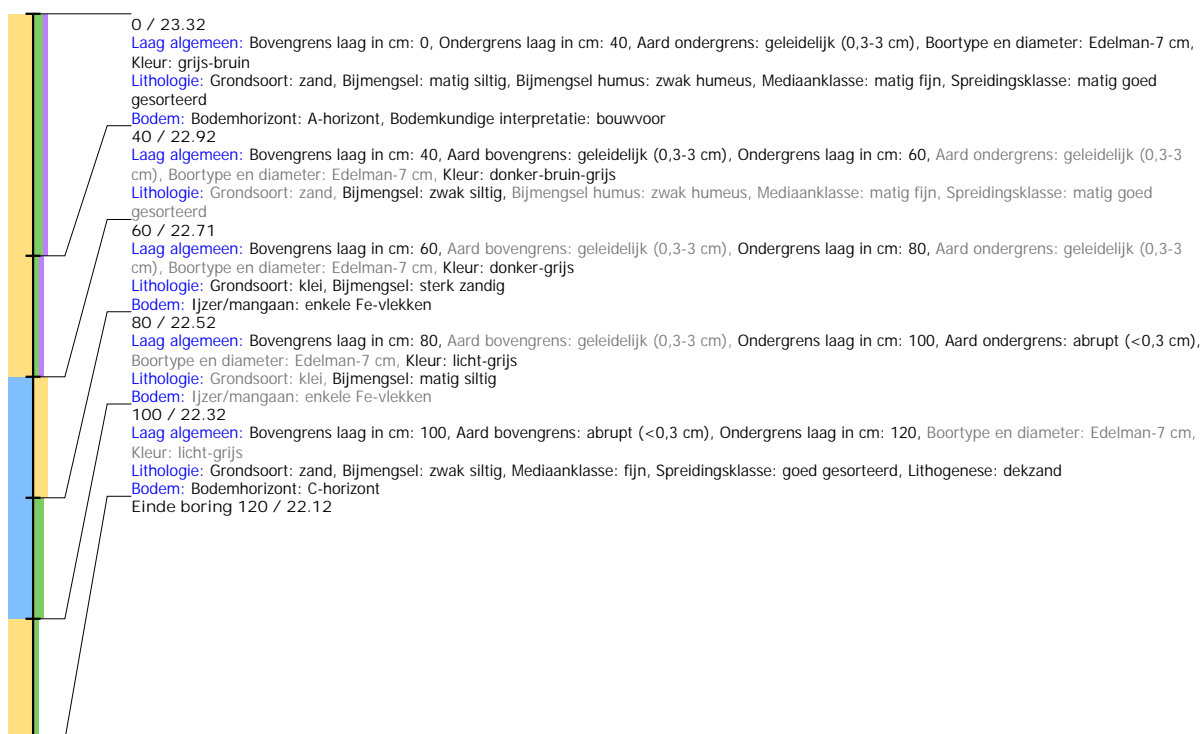 0 / 23.32
Laag algemeen: Bovengrens laag in cm: 0, Ondergrens laag in cm: 40, Aard ondergrens: geleidelijk (0,3-3 cm), Boortype en diameter: Edelman-7 cm,
Kleur: grijs-bruin
Lithologie: Grondsoort: zand, Bijmengsel: matig siltig, Bijmengsel humus: zwak humeus, Mediaanklasse: matig fijn, Spreidingsklasse: matig goed
gesorteerd
Bodem: Bodemhorizont: A-horizont, Bodemkundige interpretatie: bouwvoor
40 / 22.92
Laag algemeen: Bovengrens laag in cm: 40, Aard bovengrens: geleidelijk (0,3-3 cm), Ondergrens laag in cm: 60, Aard ondergrens: geleidelijk (0,3-3
cm), Boortype en diameter: Edelman-7 cm, Kleur: donker-bruin-grijs
Lithologie: Grondsoort: zand, Bijmengsel: zwak siltig, Bijmengsel humus: zwak humeus, Mediaanklasse: matig fijn, Spreidingsklasse: matig goed
gesorteerd
60 / 22.71
Laag algemeen: Bovengrens laag in cm: 60, Aard bovengrens: geleidelijk (0,3-3 cm), Ondergrens laag in cm: 80, Aard ondergrens: geleidelijk (0,3-3
cm), Boortype en diameter: Edelman-7 cm, Kleur: donker-grijs
Lithologie: Grondsoort: klei, Bijmengsel: sterk zandig
Bodem: Ijzer/mangaan: enkele Fe-vlekken
80 / 22.52
Laag algemeen: Bovengrens laag in cm: 80, Aard bovengrens: geleidelijk (0,3-3 cm), Ondergrens laag in cm: 100, Aard ondergrens: abrupt (<0,3 cm),
Boortype en diameter: Edelman-7 cm, Kleur: licht-grijs
Lithologie: Grondsoort: klei, Bijmengsel: matig siltig
Bodem: Ijzer/mangaan: enkele Fe-vlekken
100 / 22.32
Laag algemeen: Bovengrens laag in cm: 100, Aard bovengrens: abrupt (<0,3 cm), Ondergrens laag in cm: 120, Boortype en diameter: Edelman-7 cm,
Kleur: licht-grijs
Lithologie: Grondsoort: zand, Bijmengsel: zwak siltig, Mediaanklasse: fijn, Spreidingsklasse: goed gesorteerd, Lithogenese: dekzand
Bodem: Bodemhorizont: C-horizont
Einde boring 120 / 22.12